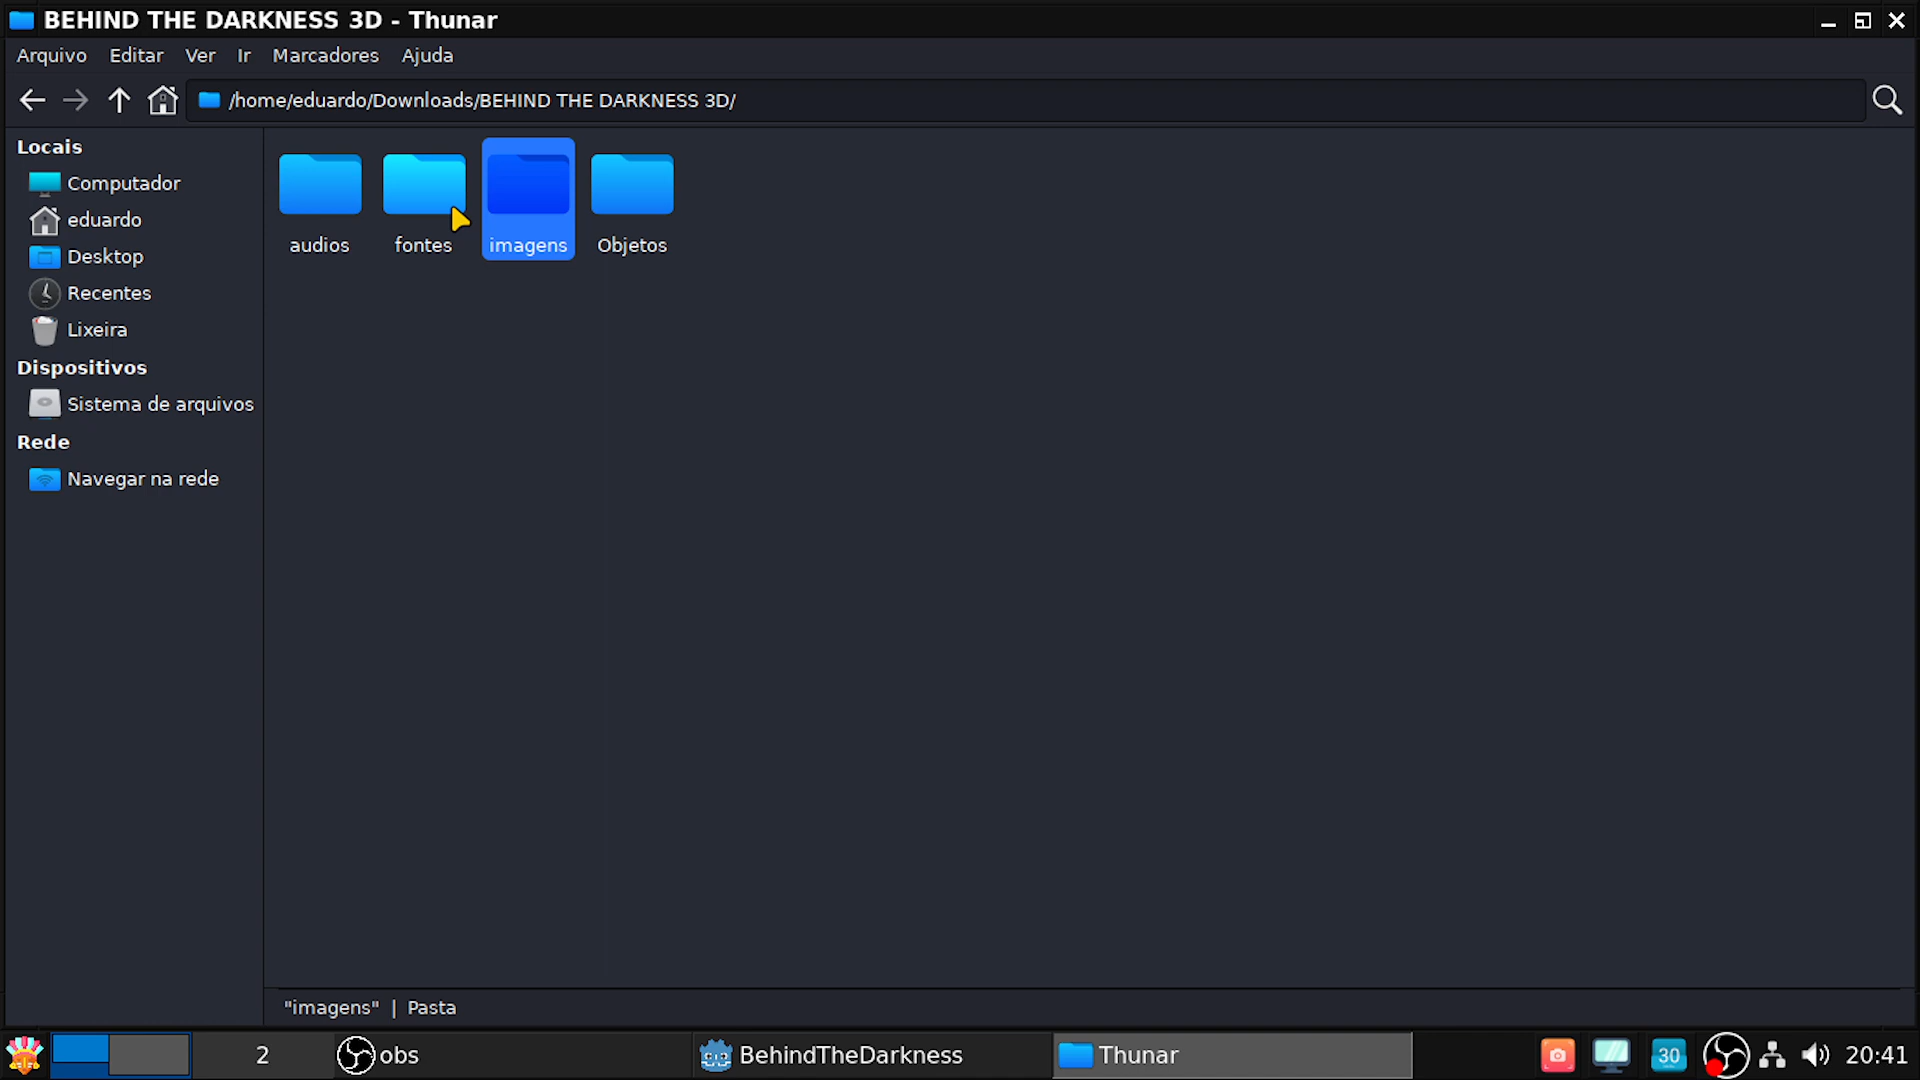 BEHIND THE DARKNESS 3D - Thunar
Arquivo Editar Ver Ir Marcadores Ajuda
/home/eduardo/Downloads/BEHIND THE DARKNESS 3D/
Locais
Computador
eduardo
Desktop
Recentes
Lixeira
Dispositivos
Sistema de arquivos
Rede
Navegar na rede
audios fontes imagens Objetos
"imagens" | Pasta
2 obs BehindTheDarkness Thunar 30 20:41